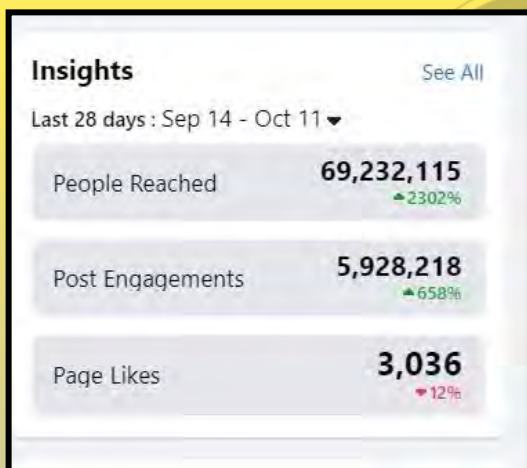 Insights See All
Last 28 days : Sep 14 - Oct 11
People Reached 69,232,115
2302%
Post Engagements 5,928,218
658%
Page Likes 3,036
12%